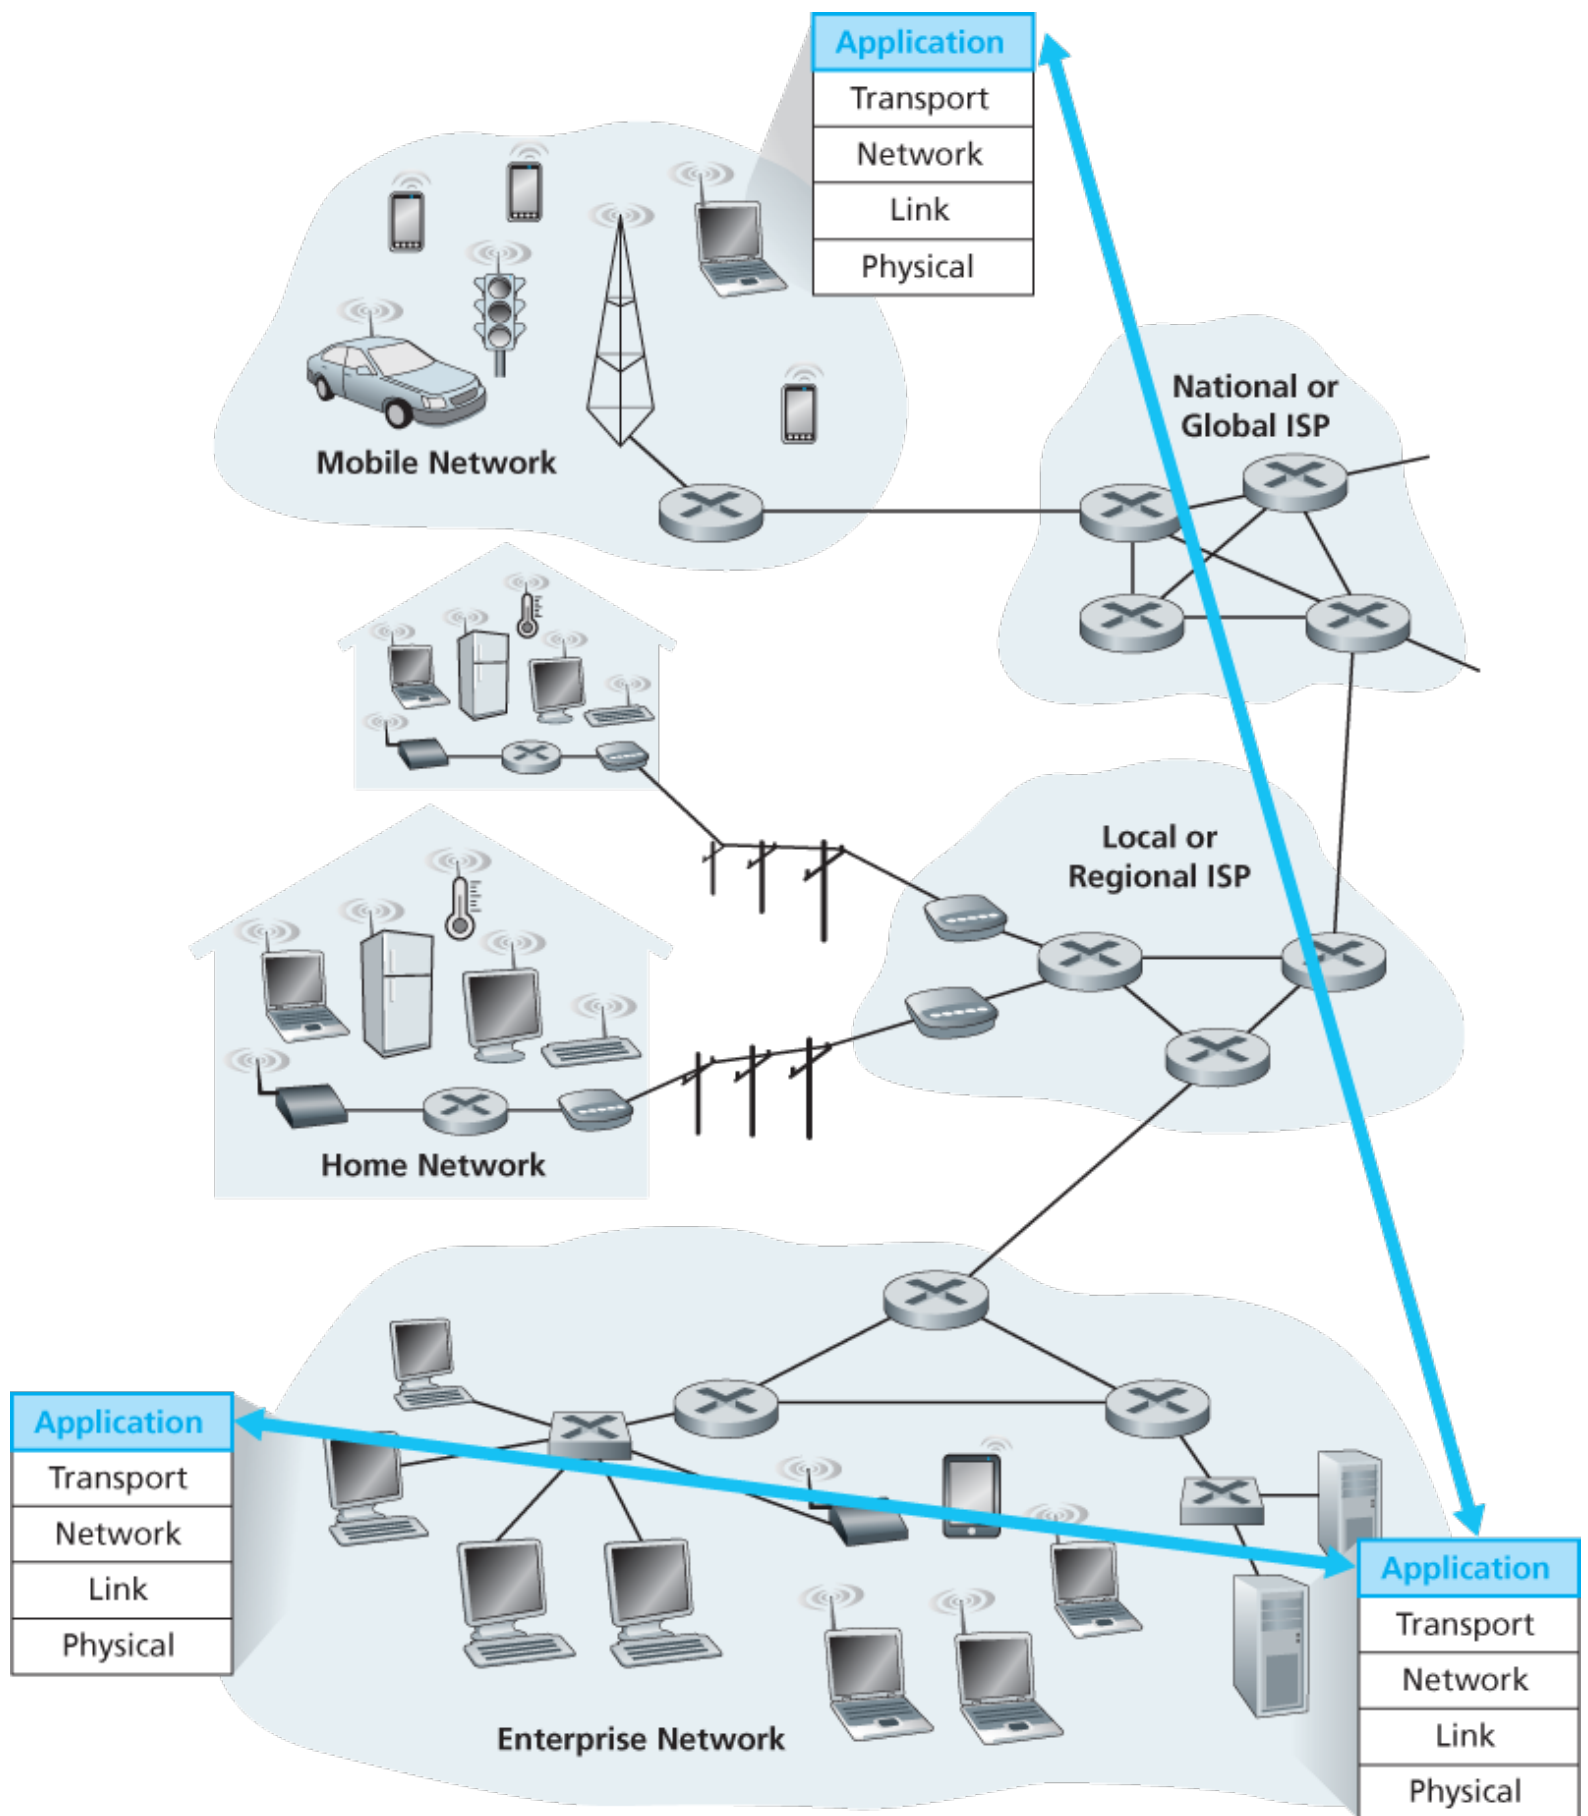 Application
Transport
Network
Link
Physical
Mobile Network
National or
Global ISP
Local or
Regional ISP
Home Network
Application
Transport
Network
Link
Physical
Enterprise Network
Application
Transport
Network
Link
Physical